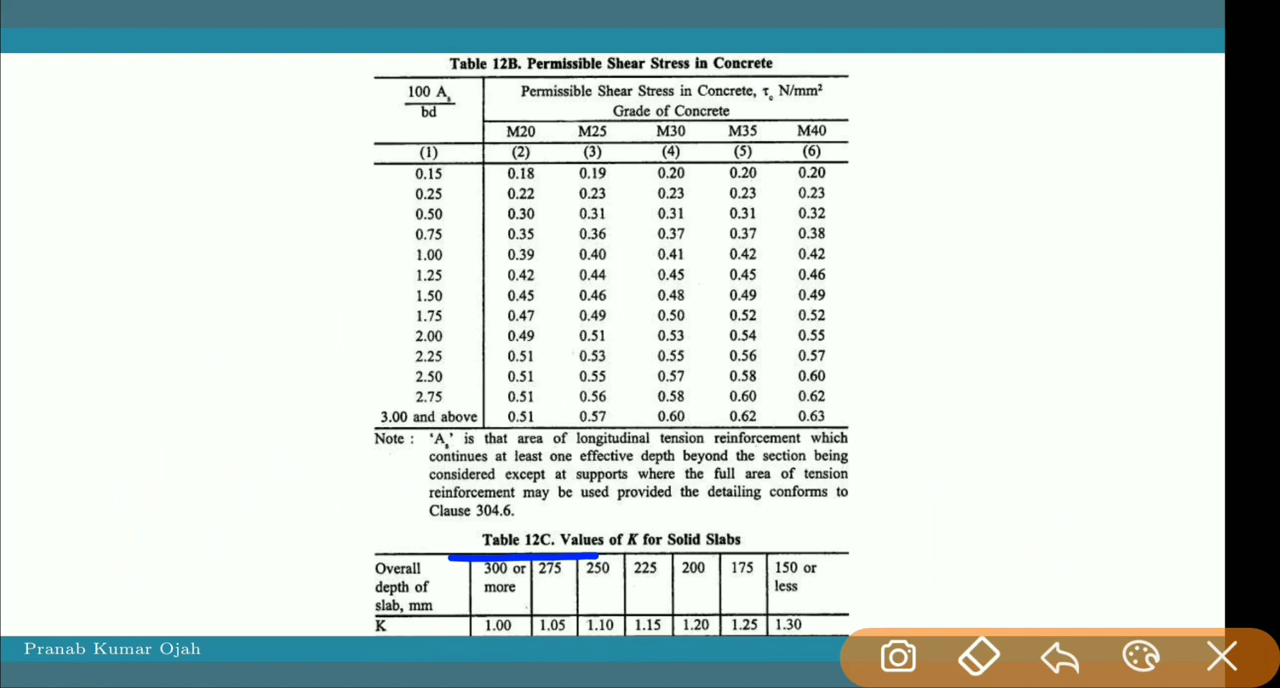 Table 12B. Permissible Shear Stress in Concrete
100 As Permissible Shear Stress in Concrete, τc N/mm²
bd Grade of Concrete
M20 M25 M30 M35 M40
(1) (2) (3) (4) (5) (6)
0.15 0.18 0.19 0.20 0.20 0.20
0.25 0.22 0.23 0.23 0.23 0.23
0.50 0.30 0.31 0.31 0.31 0.32
0.75 0.35 0.36 0.37 0.37 0.38
1.00 0.39 0.40 0.41 0.42 0.42
1.25 0.42 0.44 0.45 0.45 0.46
1.50 0.45 0.46 0.48 0.49 0.49
1.75 0.47 0.49 0.50 0.52 0.52
2.00 0.49 0.51 0.53 0.54 0.55
2.25 0.51 0.53 0.55 0.56 0.57
2.50 0.51 0.55 0.57 0.58 0.60
2.75 0.51 0.56 0.58 0.60 0.62
3.00 and above 0.51 0.57 0.60 0.62 0.63
Note : 'As' is that area of longitudinal tension reinforcement which
continues at least one effective depth beyond the section being
considered except at supports where the full area of tension
reinforcement may be used provided the detailing conforms to
Clause 304.6.
Table 12C. Values of K for Solid Slabs
Overall 300 or 275 250 225 200 175 150 or
depth of more less
slab, mm
K 1.00 1.05 1.10 1.15 1.20 1.25 1.30
Pranab Kumar Ojah